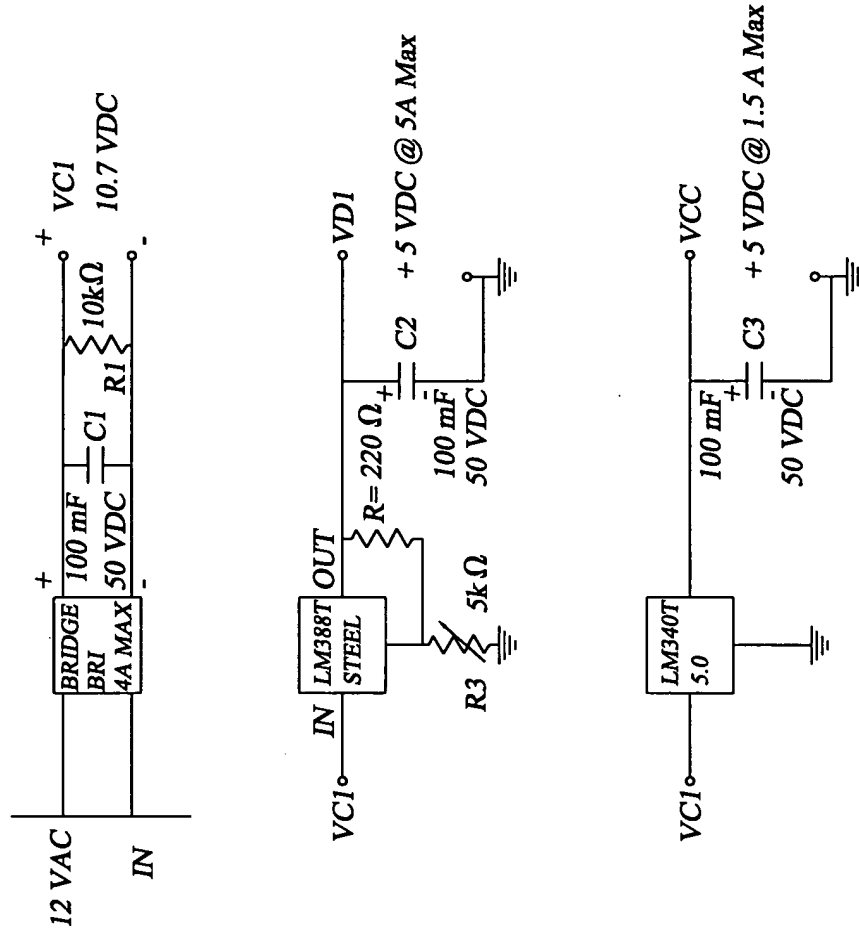 12 VAC
IN
BRIDGE
BRI
4A MAX
+
-
100 mF
50 VDC
C1
R1
10kΩ
+
-
VC1
10.7 VDC
VC1
IN
LM388T
STEEL
OUT
R3
5kΩ
R= 220 Ω
+
-
100 mF
50 VDC
C2
VD1
+ 5 VDC @ 5A Max
VC1
LM340T
5.0
100 mF
+
-
50 VDC
C3
VCC
+ 5 VDC @ 1.5 A Max